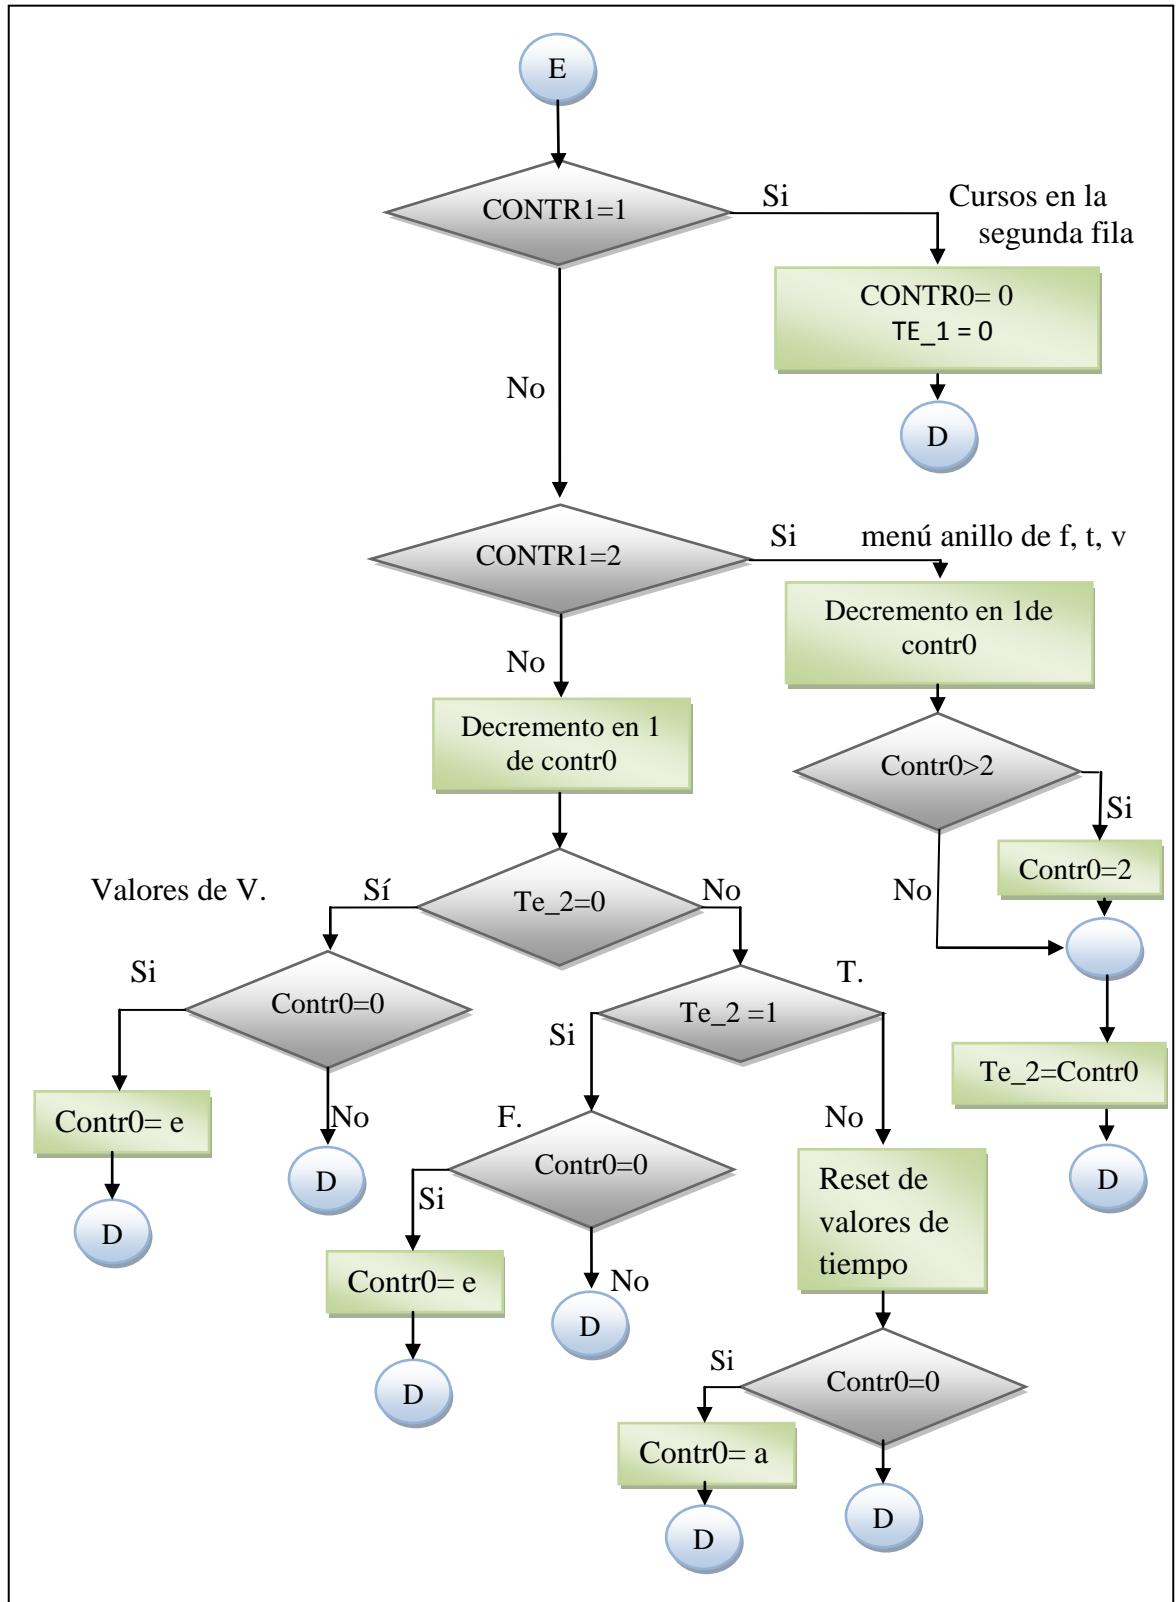 E
CONTR1=1
Si
Cursos en la
segunda fila
CONTR0= 0
TE_1 = 0
No
D
CONTR1=2
Si
menú anillo de f, t, v
Decremento en 1de
contr0
No
Decremento en 1
de contr0
Contr0>2
Si
Contr0=2
No
Valores de V.
Sí
Te_2=0
No
Si
Contr0=0
T.
Te_2 =1
Si
Te_2=Contr0
Contr0= e
No
F.
No
D
D
Contr0=0
Si
Reset de
valores de
tiempo
D
Contr0= e
No
D
D
Si
Contr0=0
Contr0= a
D
D